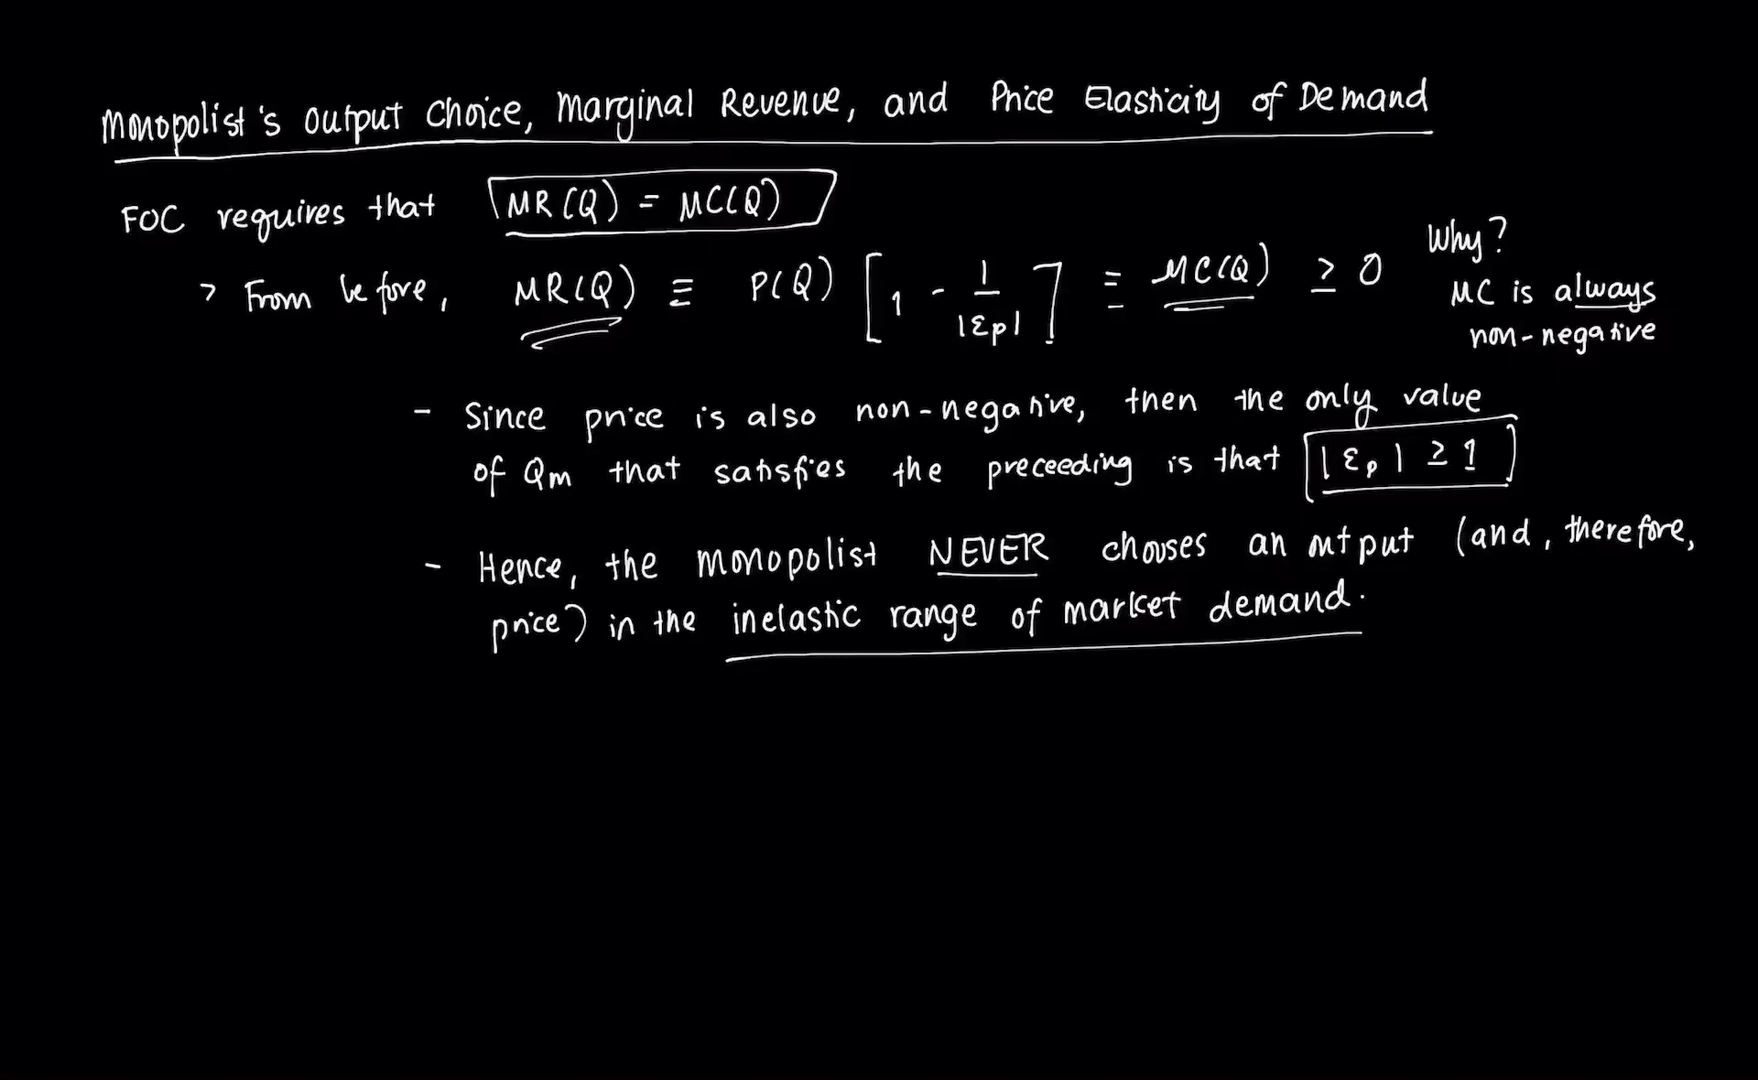 Monopolist's Output Choice, Marginal Revenue, and Price Elasticity of Demand
FOC requires that MR(Q) = MC(Q)
> From before, MR(Q) ≡ P(Q) [1 - 1/|εp|] = MC(Q) ≥ 0
Why?
MC is always
non-negative
- Since price is also non-negative, then the only value
of Qm that satisfies the preceeding is that |εp| ≥ 1
- Hence, the monopolist NEVER chooses an output (and, therefore,
price) in the inelastic range of market demand.